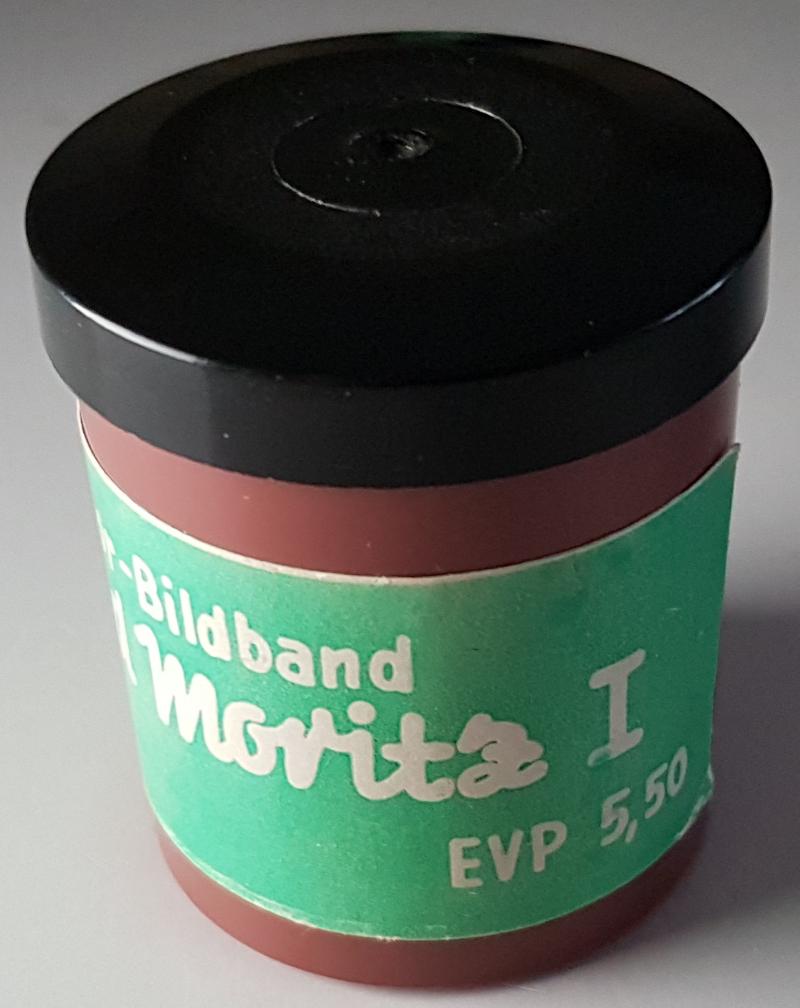 -Bildband
Moritz I
EVP 5,50